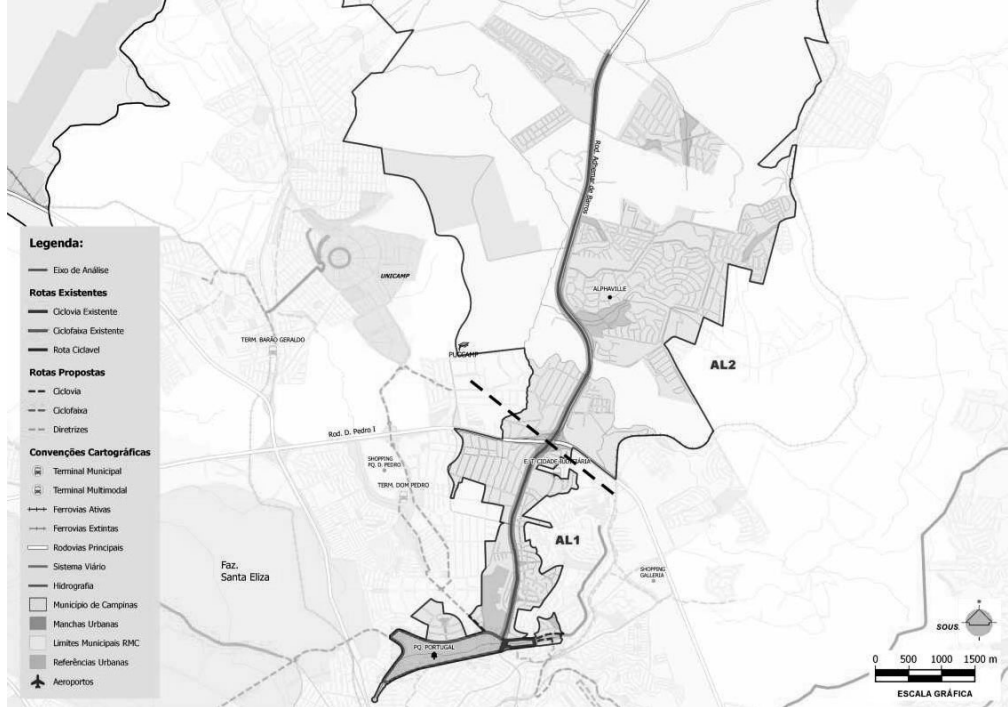 Rod. Adhemar de Barros
UNICAMP
ALPHAVILLE
TERM. BARÃO GERALDO
PUCCAMP
AL2
Rod. D. Pedro I
SHOPPING
PQ. D. PEDRO
E. T. CIDADE JUDICIÁRIA
TERM. DOM PEDRO
AL1
Faz.
Santa Eliza
SHOPPING
GALLERIA
PQ. PORTUGAL
Legenda:
Eixo de Análise
Rotas Existentes
Ciclovia Existente
Ciclofaixa Existente
Rota Ciclavel
Rotas Propostas
Ciclovia
Ciclofaixa
Diretrizes
Convenções Cartográficas
Terminal Municipal
Terminal Multimodal
Ferrovias Ativas
Ferrovias Extintas
Rodovias Principais
Sistema Viário
Hidrografia
Município de Campinas
Manchas Urbanas
Limites Municipais RMC
Referências Urbanas
Aeroportos
SOUS.
0 500 1000 1500 m
ESCALA GRÁFICA